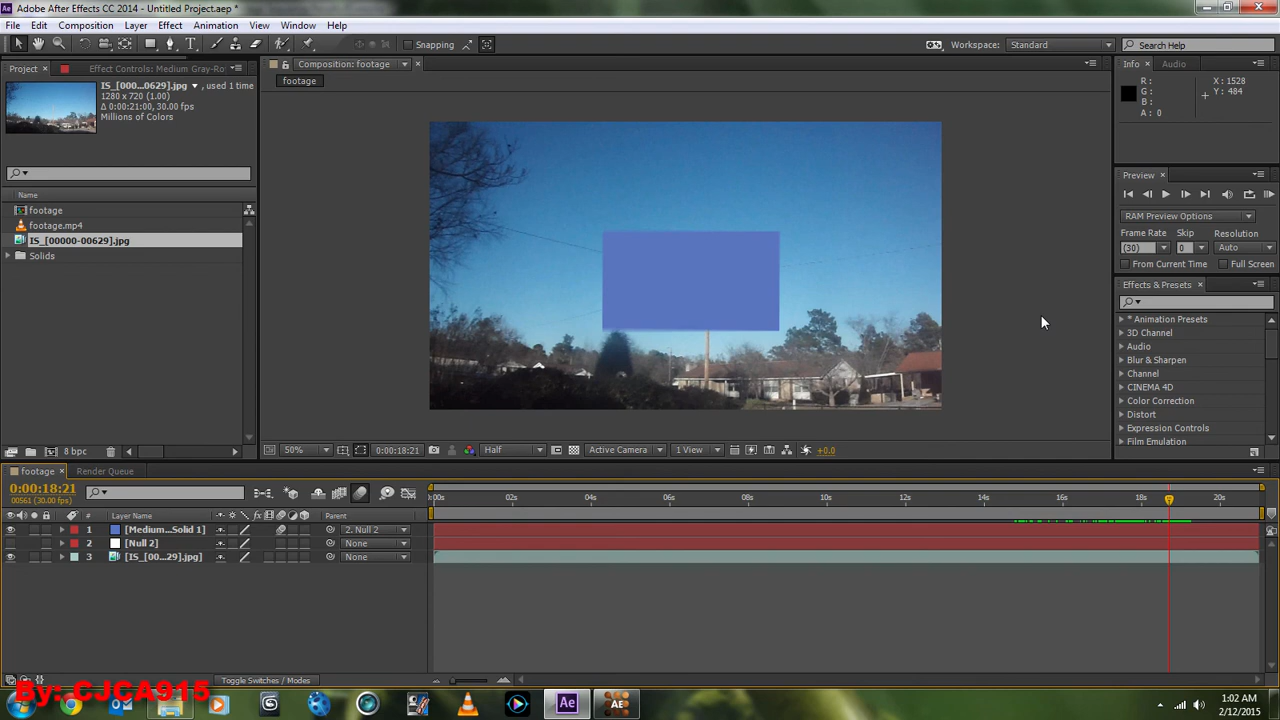 Adobe After Effects CC 2014 - Untitled Project.aep *
File Edit Composition Layer Effect Animation View Window Help
Snapping
Workspace: Standard
Search Help
Project
Effect Controls: Medium Gray-Ro
Composition: footage
footage
Info
Audio
IS_[000...0629].jpg , used 1 time
1280 x 720 (1.00)
Δ 0:00:21:00, 30.00 fps
Millions of Colors
R :
G :
B :
A : 0
X : 1528
Y : 484
Preview
RAM Preview Options
Frame Rate Skip Resolution
(30) 0 Auto
From Current Time Full Screen
Effects & Presets
* Animation Presets
3D Channel
Audio
Blur & Sharpen
Channel
CINEMA 4D
Color Correction
Distort
Expression Controls
Film Emulation
Name
footage
footage.mp4
IS_[00000-00629].jpg
Solids
8 bpc
50% 0:00:18:21 Half Active Camera 1 View +0.0
footage
Render Queue
0:00:18:21
00561 (30.00 fps)
# Layer Name Parent
:00s 02s 04s 06s 08s 10s 12s 14s 16s 18s 20s
1 [Medium...Solid 1] 2. Null 2
2 [Null 2] None
3 [IS_[00...29].jpg] None
Toggle Switches / Modes
By: CJCA915
Ae
AE
1:02 AM
2/12/2015